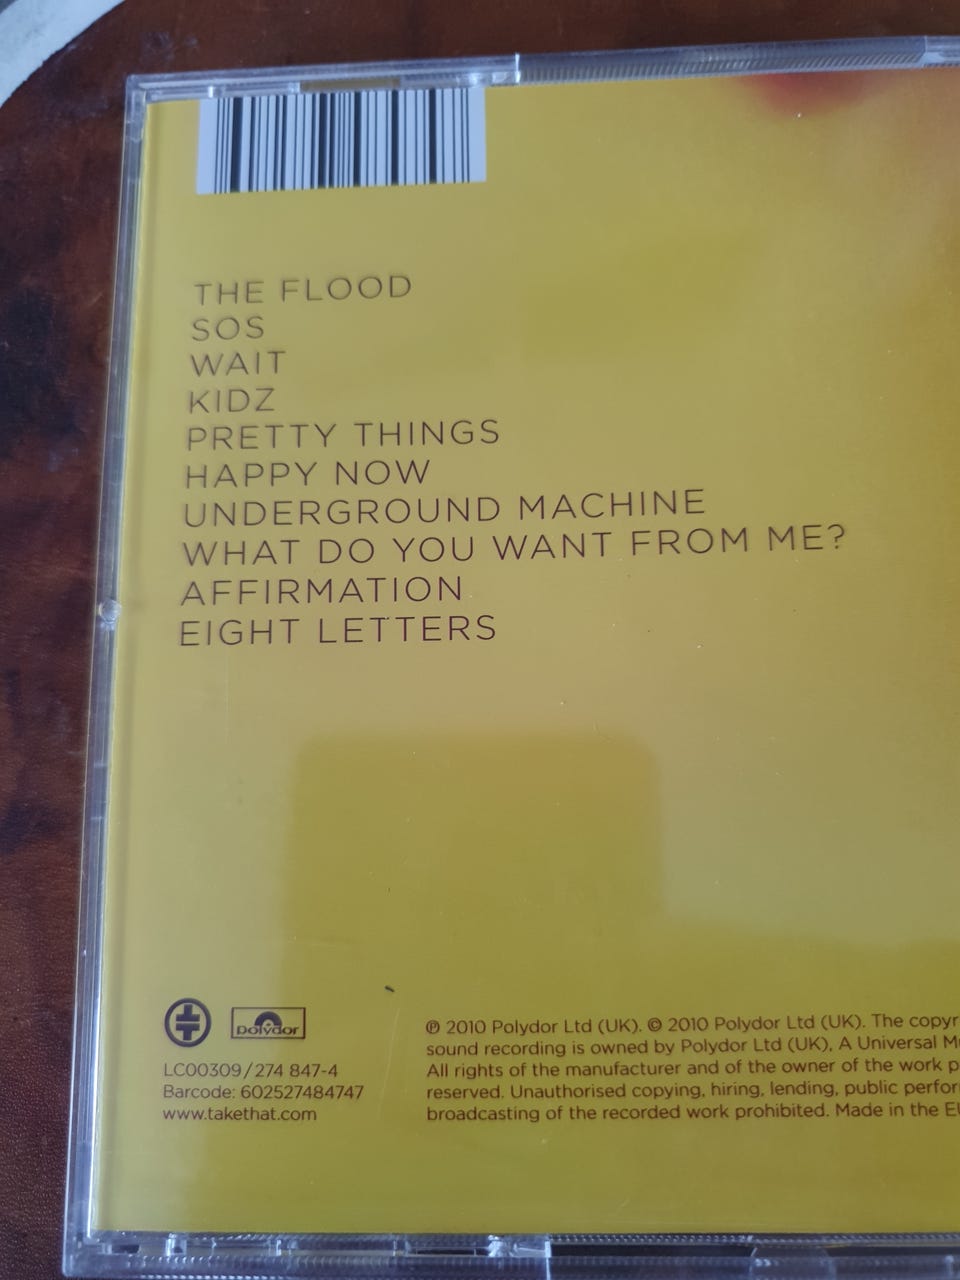 THE FLOOD
SOS
WAIT
KIDZ
PRETTY THINGS
HAPPY NOW
UNDERGROUND MACHINE
WHAT DO YOU WANT FROM ME?
AFFIRMATION
EIGHT LETTERS
polydor
LC00309/274 847-4
Barcode: 602527484747
www.takethat.com
℗ 2010 Polydor Ltd (UK). © 2010 Polydor Ltd (UK). The
sound recording is owned by Polydor Ltd (UK), A Universal
All rights of the manufacturer and of the owner of the work
reserved. Unauthorised copying, hiring, lending, public
broadcasting of the recorded work prohibited. Made in the